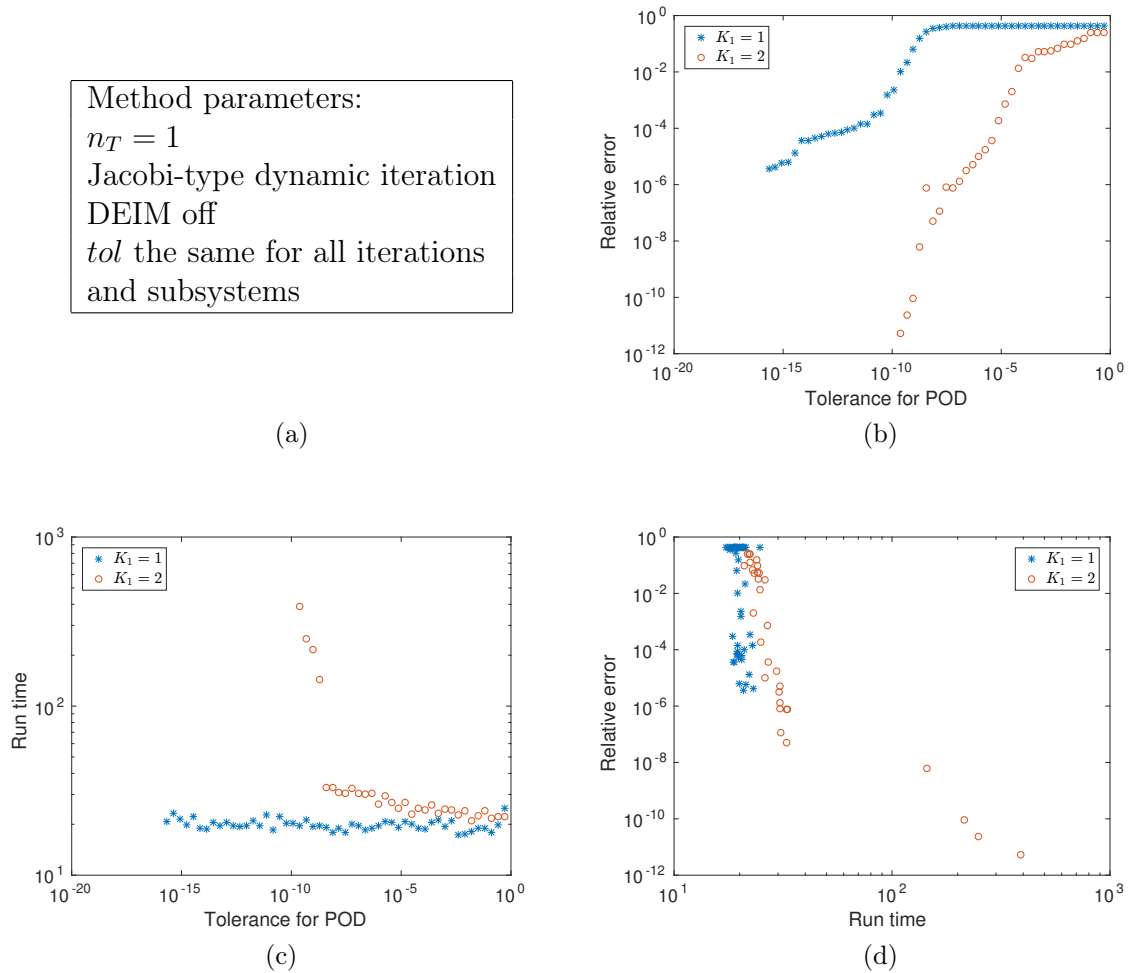 Method parameters:
n_T = 1
Jacobi-type dynamic iteration
DEIM off
tol the same for all iterations
and subsystems
(a)
10^0
10^-2
10^-4
10^-6
10^-8
10^-10
10^-12
Relative error
K_1 = 1
K_1 = 2
10^-20
10^-15
10^-10
10^-5
10^0
Tolerance for POD
(b)
10^3
10^2
10^1
Run time
K_1 = 1
K_1 = 2
10^-20
10^-15
10^-10
10^-5
10^0
Tolerance for POD
(c)
10^0
10^-2
10^-4
10^-6
10^-8
10^-10
10^-12
Relative error
K_1 = 1
K_1 = 2
10^1
10^2
10^3
Run time
(d)